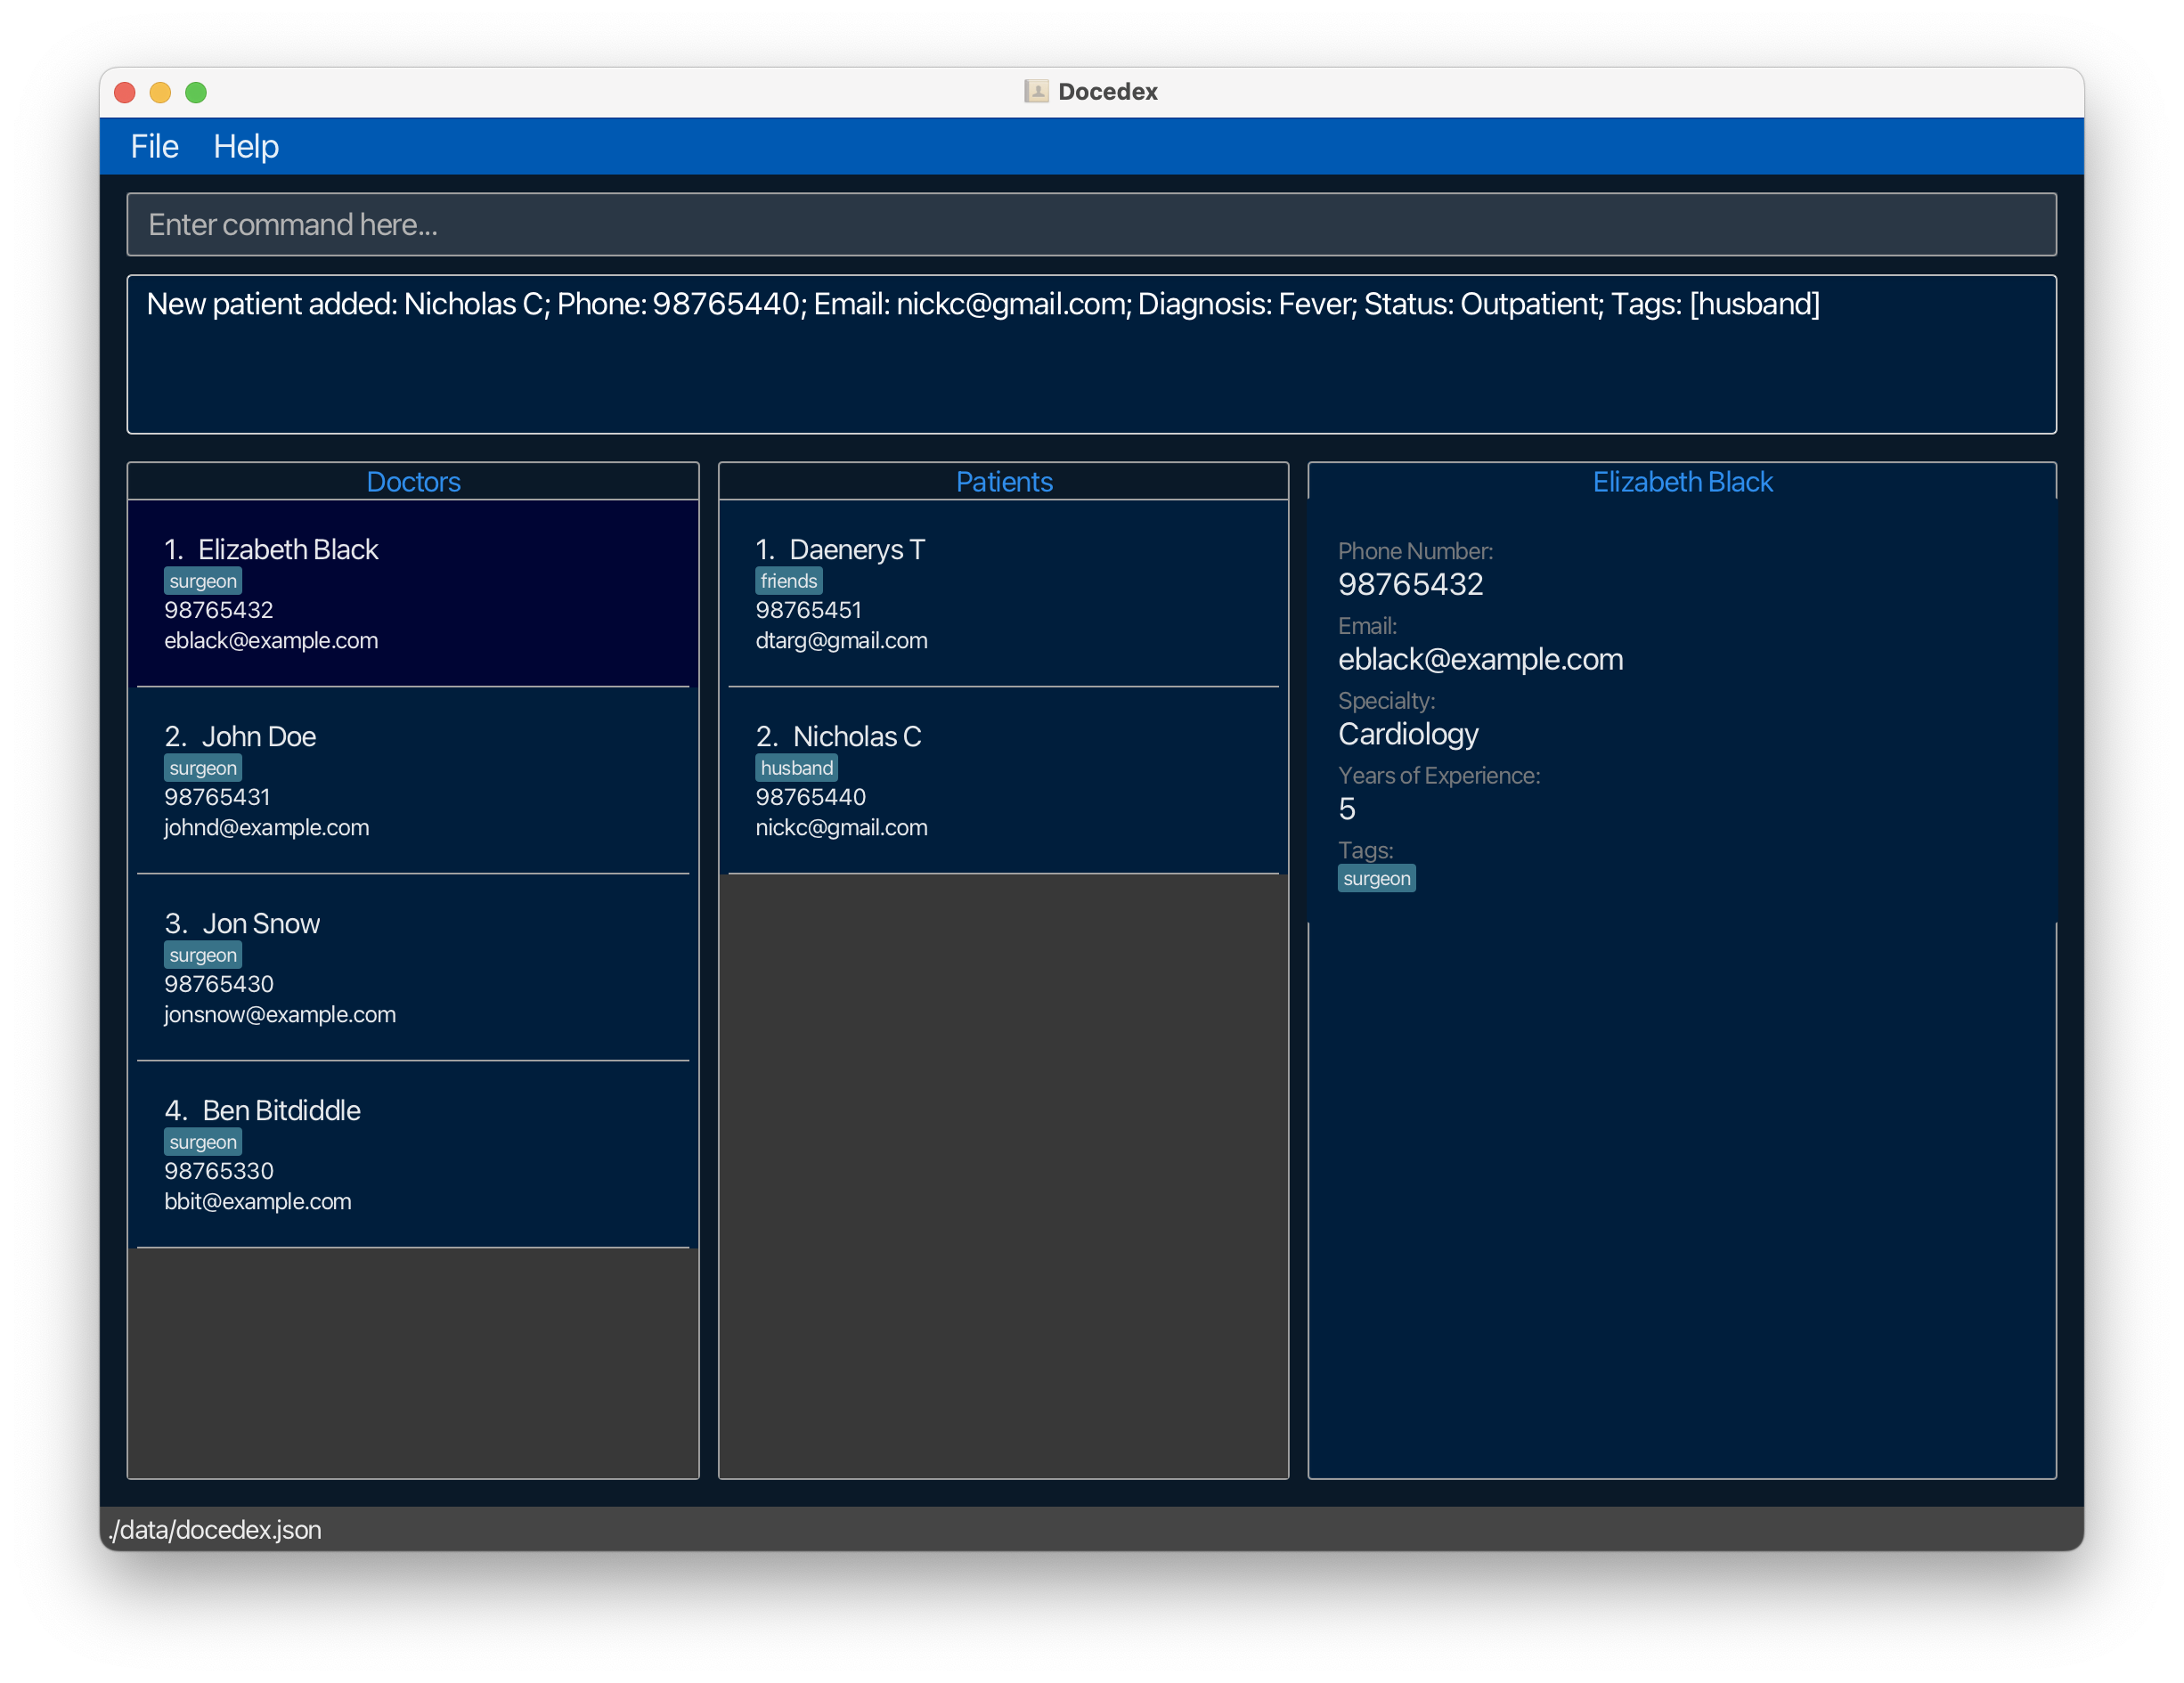 Docedex
File Help
Enter command here...
New patient added: Nicholas C; Phone: 98765440; Email: nickc@gmail.com; Diagnosis: Fever; Status: Outpatient; Tags: [husband]
Doctors
1. Elizabeth Black
surgeon
98765432
eblack@example.com
2. John Doe
surgeon
98765431
johnd@example.com
3. Jon Snow
surgeon
98765430
jonsnow@example.com
4. Ben Bitdiddle
surgeon
98765330
bbit@example.com
Patients
1. Daenerys T
friends
98765451
dtarg@gmail.com
2. Nicholas C
husband
98765440
nickc@gmail.com
Elizabeth Black
Phone Number:
98765432
Email:
eblack@example.com
Specialty:
Cardiology
Years of Experience:
5
Tags:
surgeon
./data/docedex.json